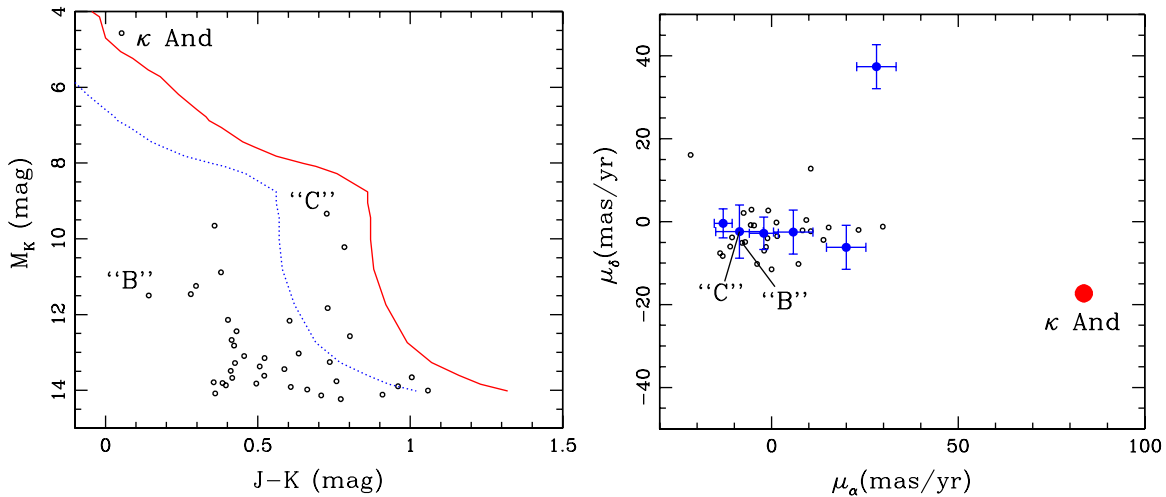 4
6
8
10
12
14
M_K (mag)
κ And
“C”
“B”
0
0.5
1
1.5
J−K (mag)
40
20
0
−20
−40
μ_δ(mas/yr)
“C”
“B”
κ And
0
50
100
μ_α(mas/yr)